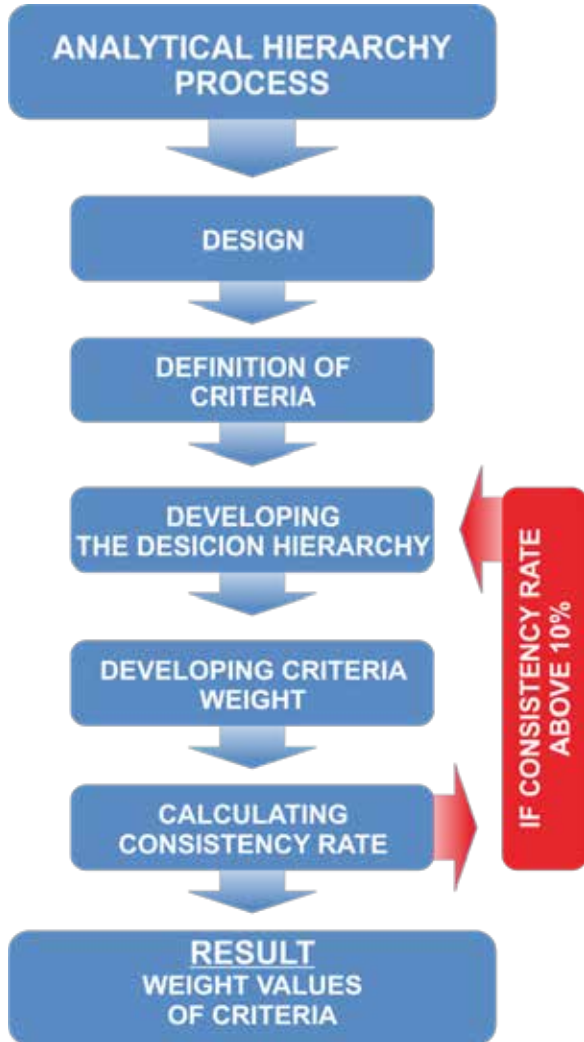 ANALYTICAL HIERARCHY
PROCESS
DESIGN
DEFINITION OF
CRITERIA
DEVELOPING
THE DESICION HIERARCHY
DEVELOPING CRITERIA
WEIGHT
CALCULATING
CONSISTENCY RATE
IF CONSISTENCY RATE
ABOVE 10%
RESULT
WEIGHT VALUES
OF CRITERIA